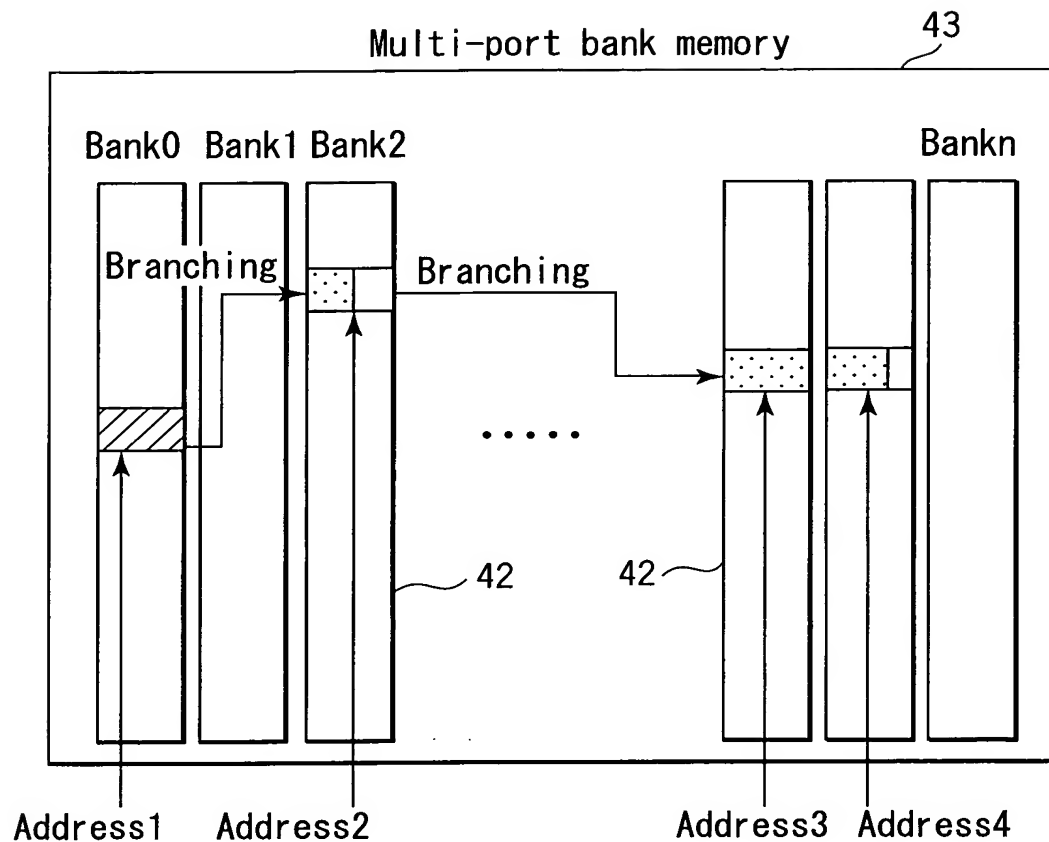 43
Multi-port bank memory
Bank0 Bank1 Bank2 Bankn
Branching Branching
42 42
Address1 Address2 Address3 Address4